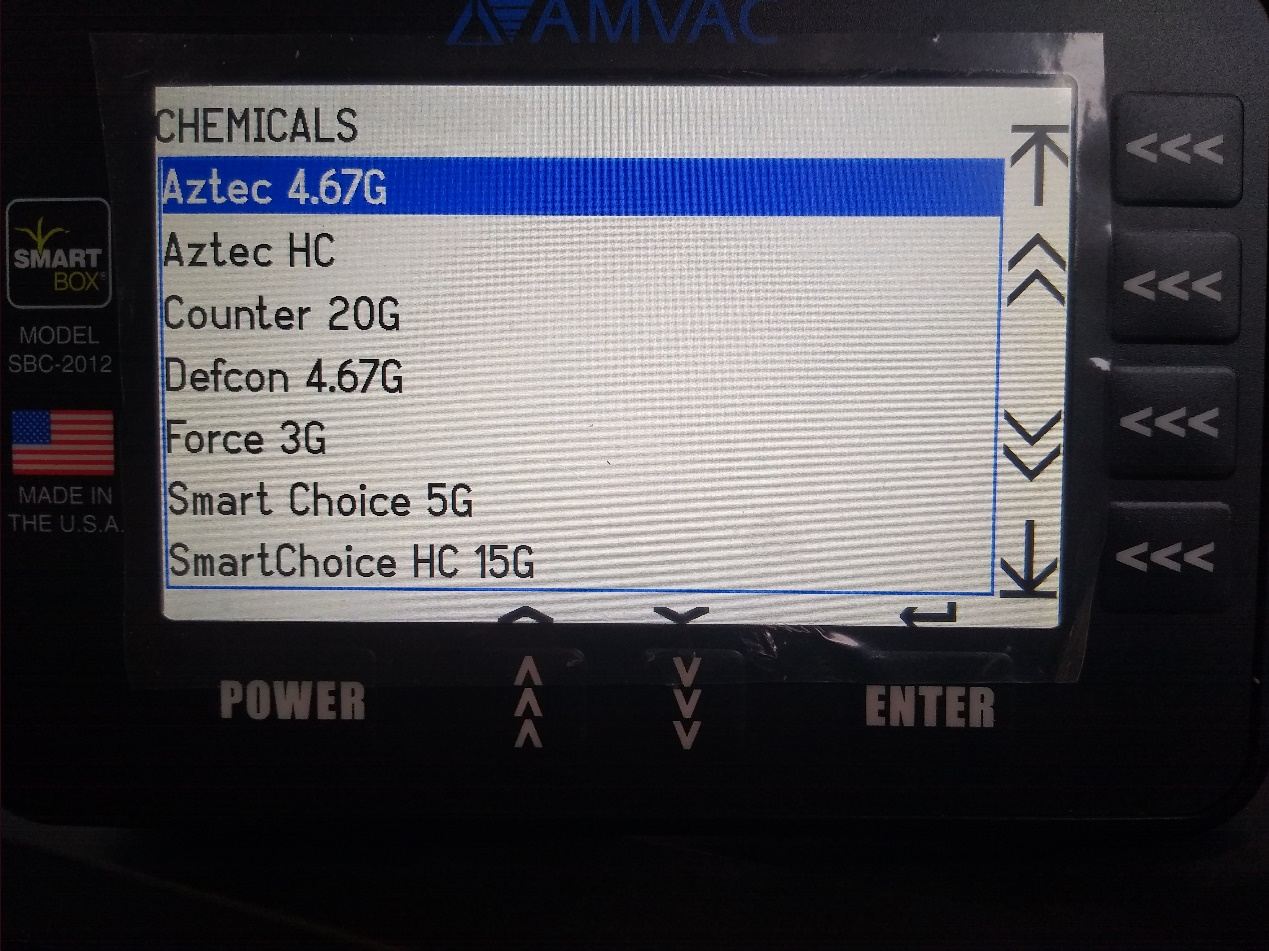 AMVAC
CHEMICALS
Aztec 4.67G
Aztec HC
Counter 20G
Defcon 4.67G
Force 3G
Smart Choice 5G
SmartChoice HC 15G
SMART
BOX
MODEL
SBC-2012
MADE IN
THE U.S.A.
<<<
<<<
<<<
<<<
POWER
ENTER